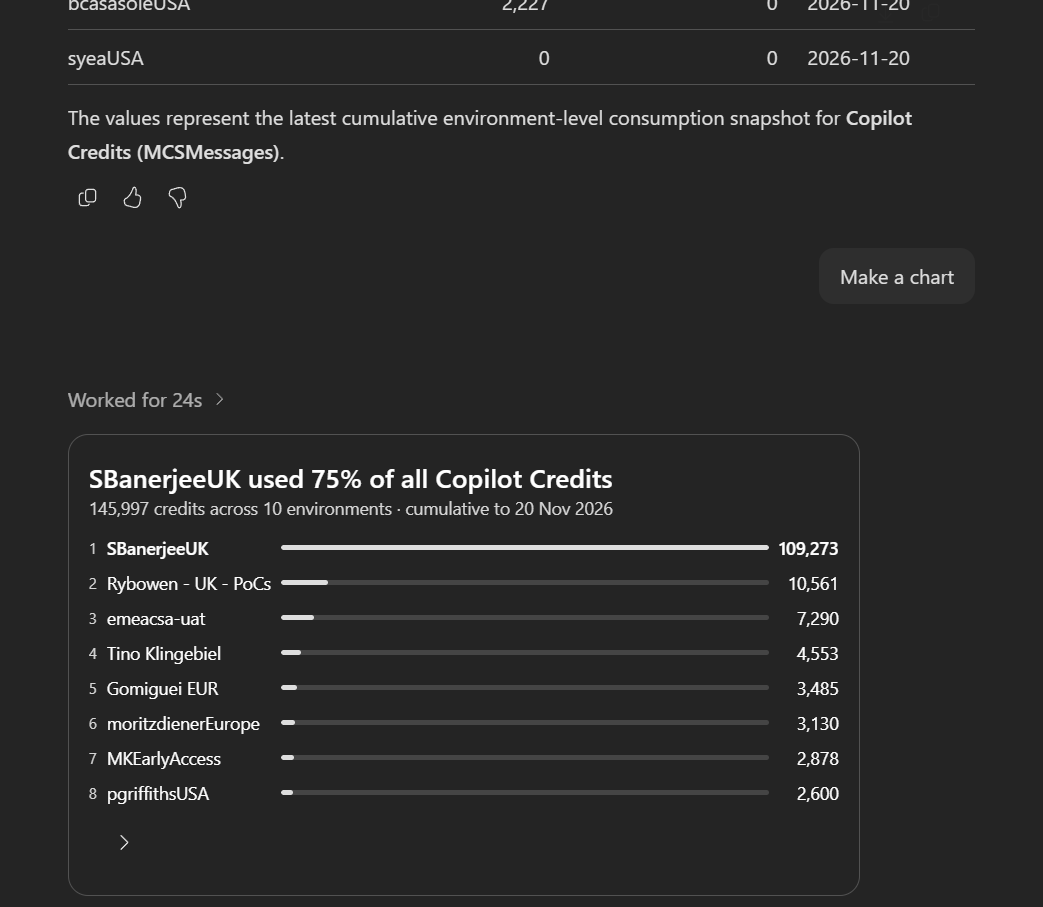 bcasasoleUSA 2,227 0 2026-11-20
syeaUSA 0 0 2026-11-20
The values represent the latest cumulative environment-level consumption snapshot for Copilot
Credits (MCSMessages).
Make a chart
Worked for 24s
SBanerjeeUK used 75% of all Copilot Credits
145,997 credits across 10 environments · cumulative to 20 Nov 2026
1 SBanerjeeUK 109,273
2 Rybowen - UK - PoCs 10,561
3 emeacsa-uat 7,290
4 Tino Klingebiel 4,553
5 Gomiguei EUR 3,485
6 moritzdienerEurope 3,130
7 MKEarlyAccess 2,878
8 pgriffithsUSA 2,600